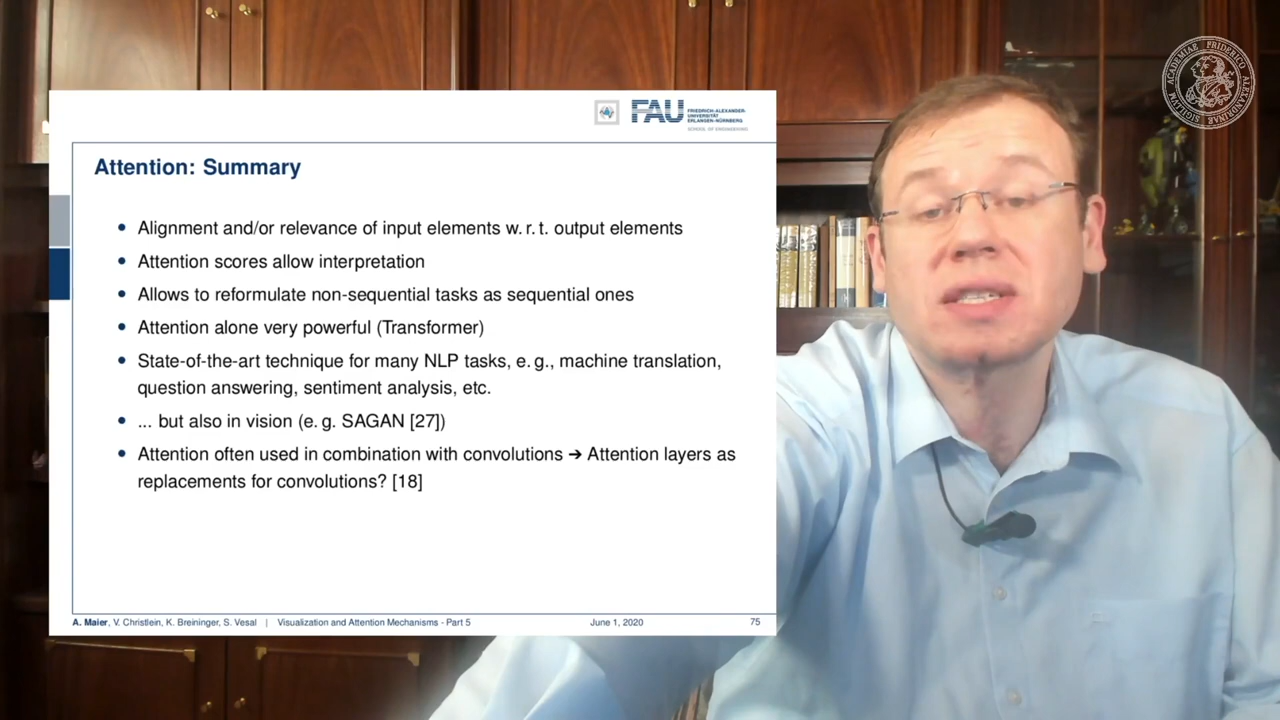 FAU
FRIEDRICH-ALEXANDER-
UNIVERSITÄT
ERLANGEN-NÜRNBERG
SCHOOL OF ENGINEERING
Attention: Summary
• Alignment and/or relevance of input elements w. r. t. output elements
• Attention scores allow interpretation
• Allows to reformulate non-sequential tasks as sequential ones
• Attention alone very powerful (Transformer)
• State-of-the-art technique for many NLP tasks, e. g., machine translation,
question answering, sentiment analysis, etc.
• ... but also in vision (e. g. SAGAN [27])
• Attention often used in combination with convolutions ➔ Attention layers as
replacements for convolutions? [18]
A. Maier, V. Christlein, K. Breininger, S. Vesal | Visualization and Attention Mechanisms - Part 5 June 1, 2020 75